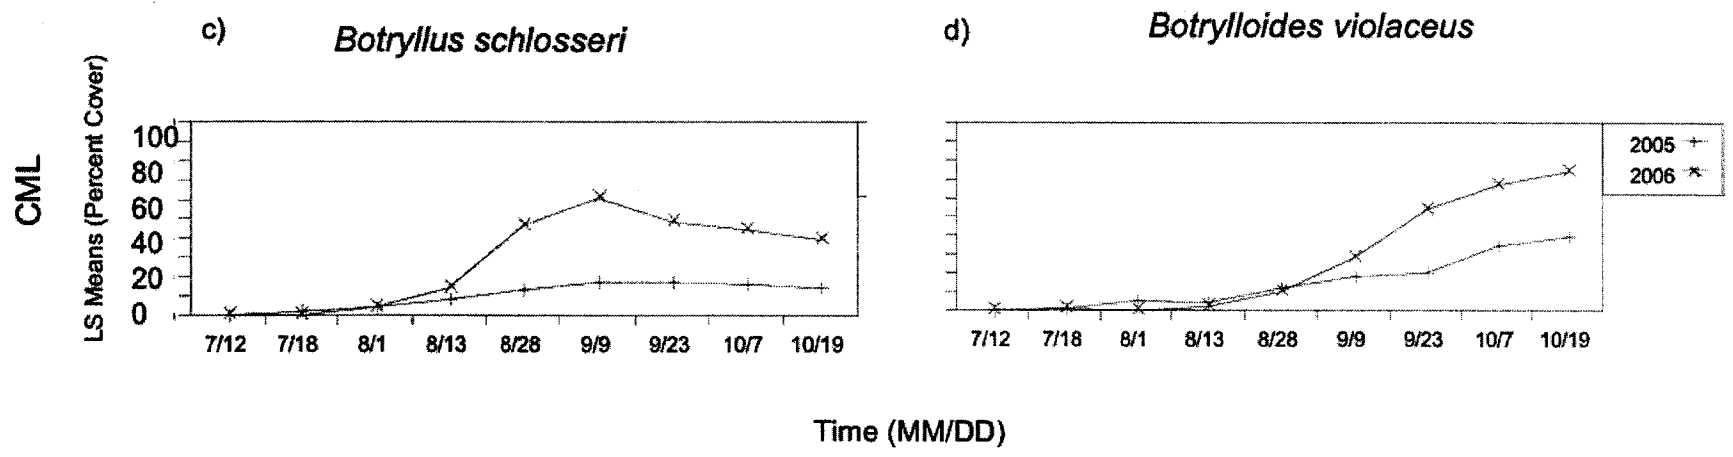 c) Botryllus schlosseri
d) Botrylloides violaceus
CML
LS Means (Percent Cover)
100
80
60
40
20
0
7/12 7/18 8/1 8/13 8/28 9/9 9/23 10/7 10/19
7/12 7/18 8/1 8/13 8/28 9/9 9/23 10/7 10/19
2005
2006
Time (MM/DD)